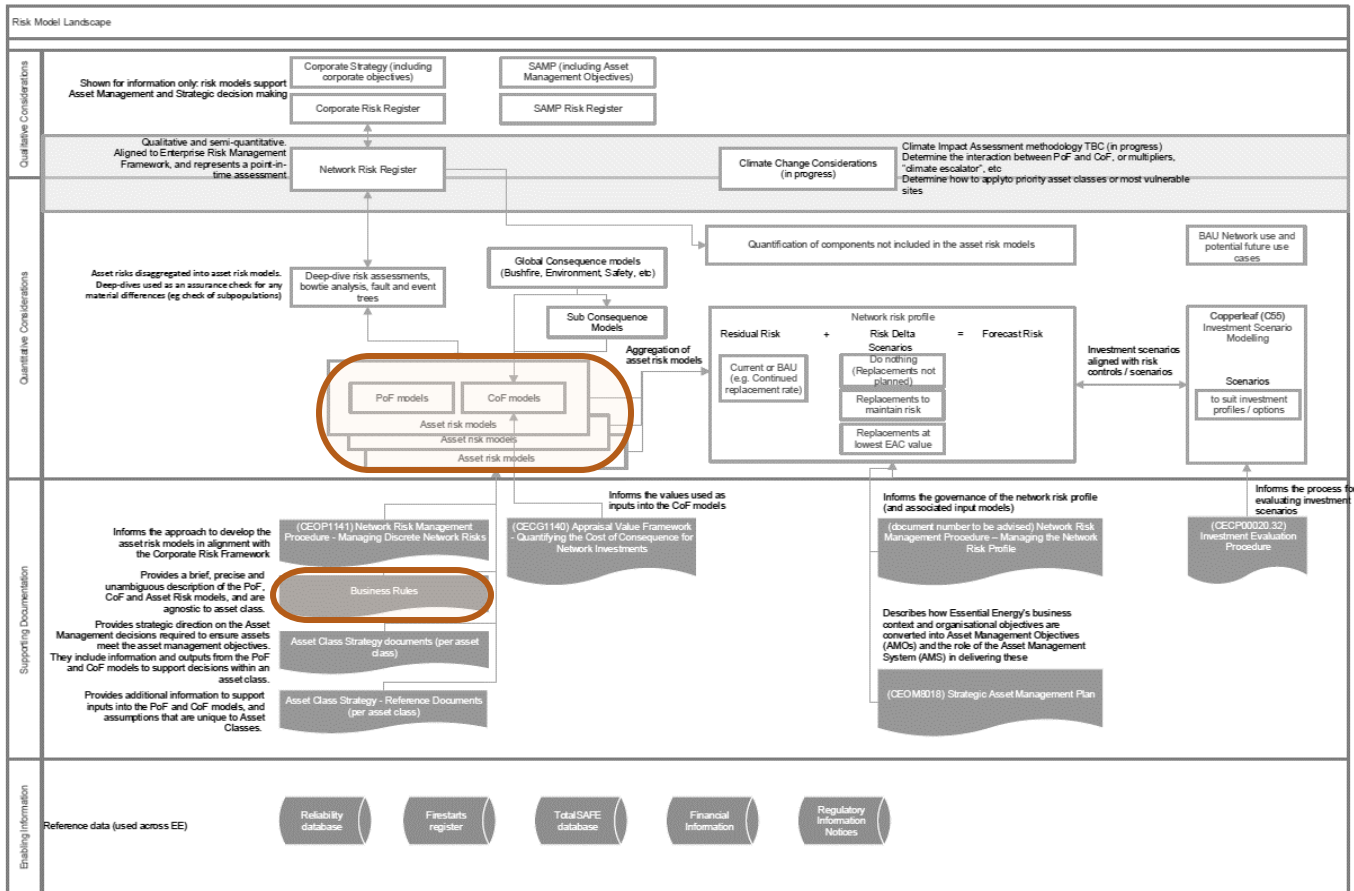 Risk Model Landscape
Qualitative Considerations
Shown for information only: risk models support
Asset Management and Strategic decision making
Corporate Strategy (including
corporate objectives)
SAMP (including Asset
Management Objectives)
Corporate Risk Register
SAMP Risk Register
Qualitative and semi-quantitative.
Aligned to Enterprise Risk Management
Framework, and represents a point-in-
time assessment
Network Risk Register
Climate Change Considerations
(in progress)
Climate Impact Assessment methodology TBC (in progress)
Determine the interaction between PoF and CoF, or multipliers,
"climate escalator", etc
Determine how to applyto priority asset classes or most vulnerable
sites
Quantitative Considerations
Asset risks disaggregated into asset risk models.
Deep-dives used as an assurance check for any
material differences (eg check of subpopulations)
Deep-dive risk assessments,
bowtie analysis, fault and event
trees
Global Consequence models
(Bushfire, Environment, Safety, etc)
Sub Consequence
Models
Quantification of components not included in the asset risk models
BAU Network use and
potential future use
cases
PoF models
CoF models
Asset risk models
Asset risk models
Asset risk models
Aggregation of
asset risk models
Network risk profile
Residual Risk + Risk Delta = Forecast Risk
Scenarios
Current or BAU
(e.g. Continued
replacement rate)
Do nothing
(Replacements not
planned)
Replacements to
maintain risk
Replacements at
lowest EAC value
Investment scenarios
aligned with risk
controls / scenarios
Copperleaf (C55)
Investment Scenario
Modelling
Scenarios
to suit investment
profiles / options
Supporting Documentation
Informs the approach to develop the
asset risk models in alignment with
the Corporate Risk Framework
(CEOP1141) Network Risk Management
Procedure - Managing Discrete Network Risks
Informs the values used as
inputs into the CoF models
(CECG1140) Appraisal Value Framework
- Quantifying the Cost of Consequence for
Network Investments
Informs the governance of the network risk profile
(and associated input models)
(document number to be advised) Network Risk
Management Procedure – Managing the Network
Risk Profile
Informs the process for
evaluating investment
scenarios
(CECP00020.32)
Investment Evaluation
Procedure
Provides a brief, precise and
unambiguous description of the PoF,
CoF and Asset Risk models, and are
agnostic to asset class.
Business Rules
Provides strategic direction on the Asset
Management decisions required to ensure assets
meet the asset management objectives.
They include information and outputs from the PoF
and CoF models to support decisions within an
asset class.
Asset Class Strategy documents (per asset
class)
Describes how Essential Energy's business
context and organisational objectives are
converted into Asset Management Objectives
(AMOs) and the role of the Asset Management
System (AMS) in delivering these
(CEOM8018) Strategic Asset Management Plan
Provides additional information to support
inputs into the PoF and CoF models, and
assumptions that are unique to Asset
Classes.
Asset Class Strategy - Reference Documents
(per asset class)
Enabling Information
Reference data (used across EE)
Reliability
database
Firestarts
register
TotalSAFE
database
Financial
Information
Regulatory
Information
Notices